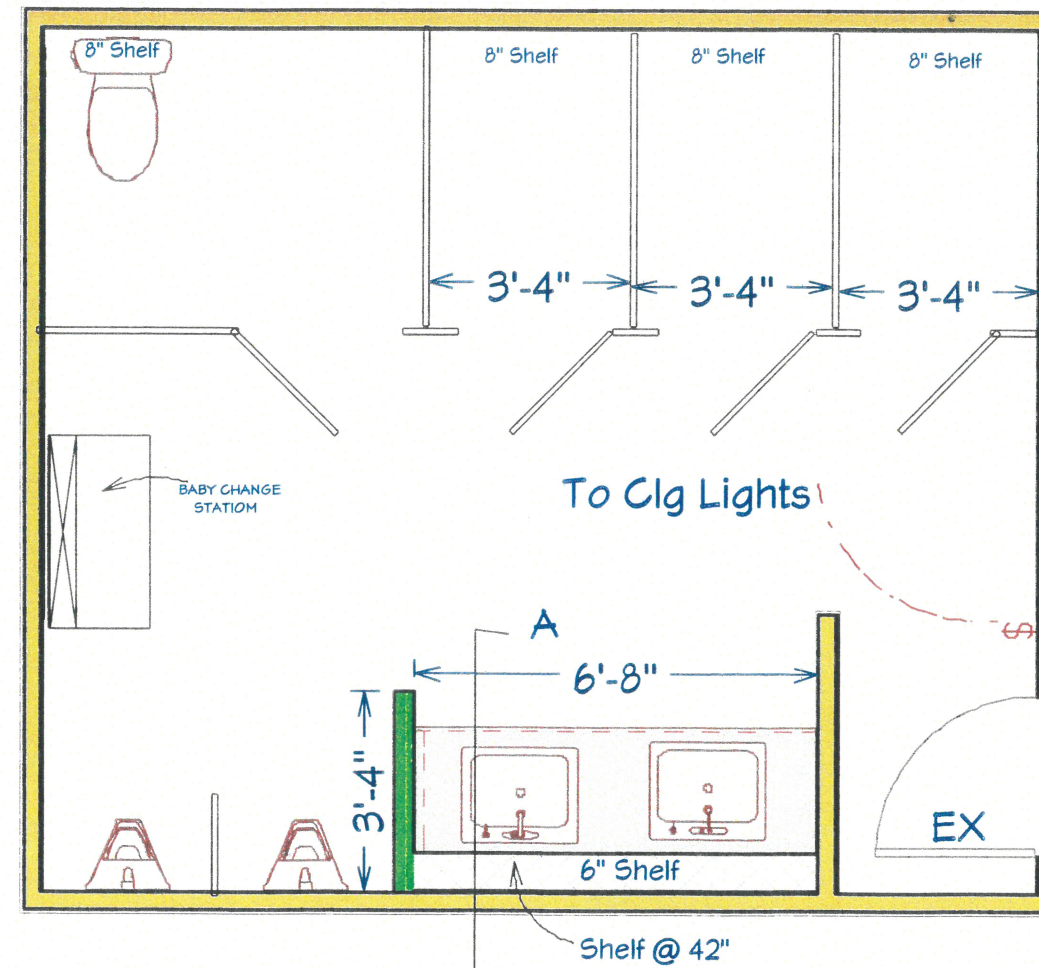 8" Shelf
8" Shelf
8" Shelf
8" Shelf
3'-4"
3'-4"
3'-4"
BABY CHANGE
STATIOM
To Clg Lights
$
A
6'-8"
3'-4"
EX
6" Shelf
Shelf @ 42"